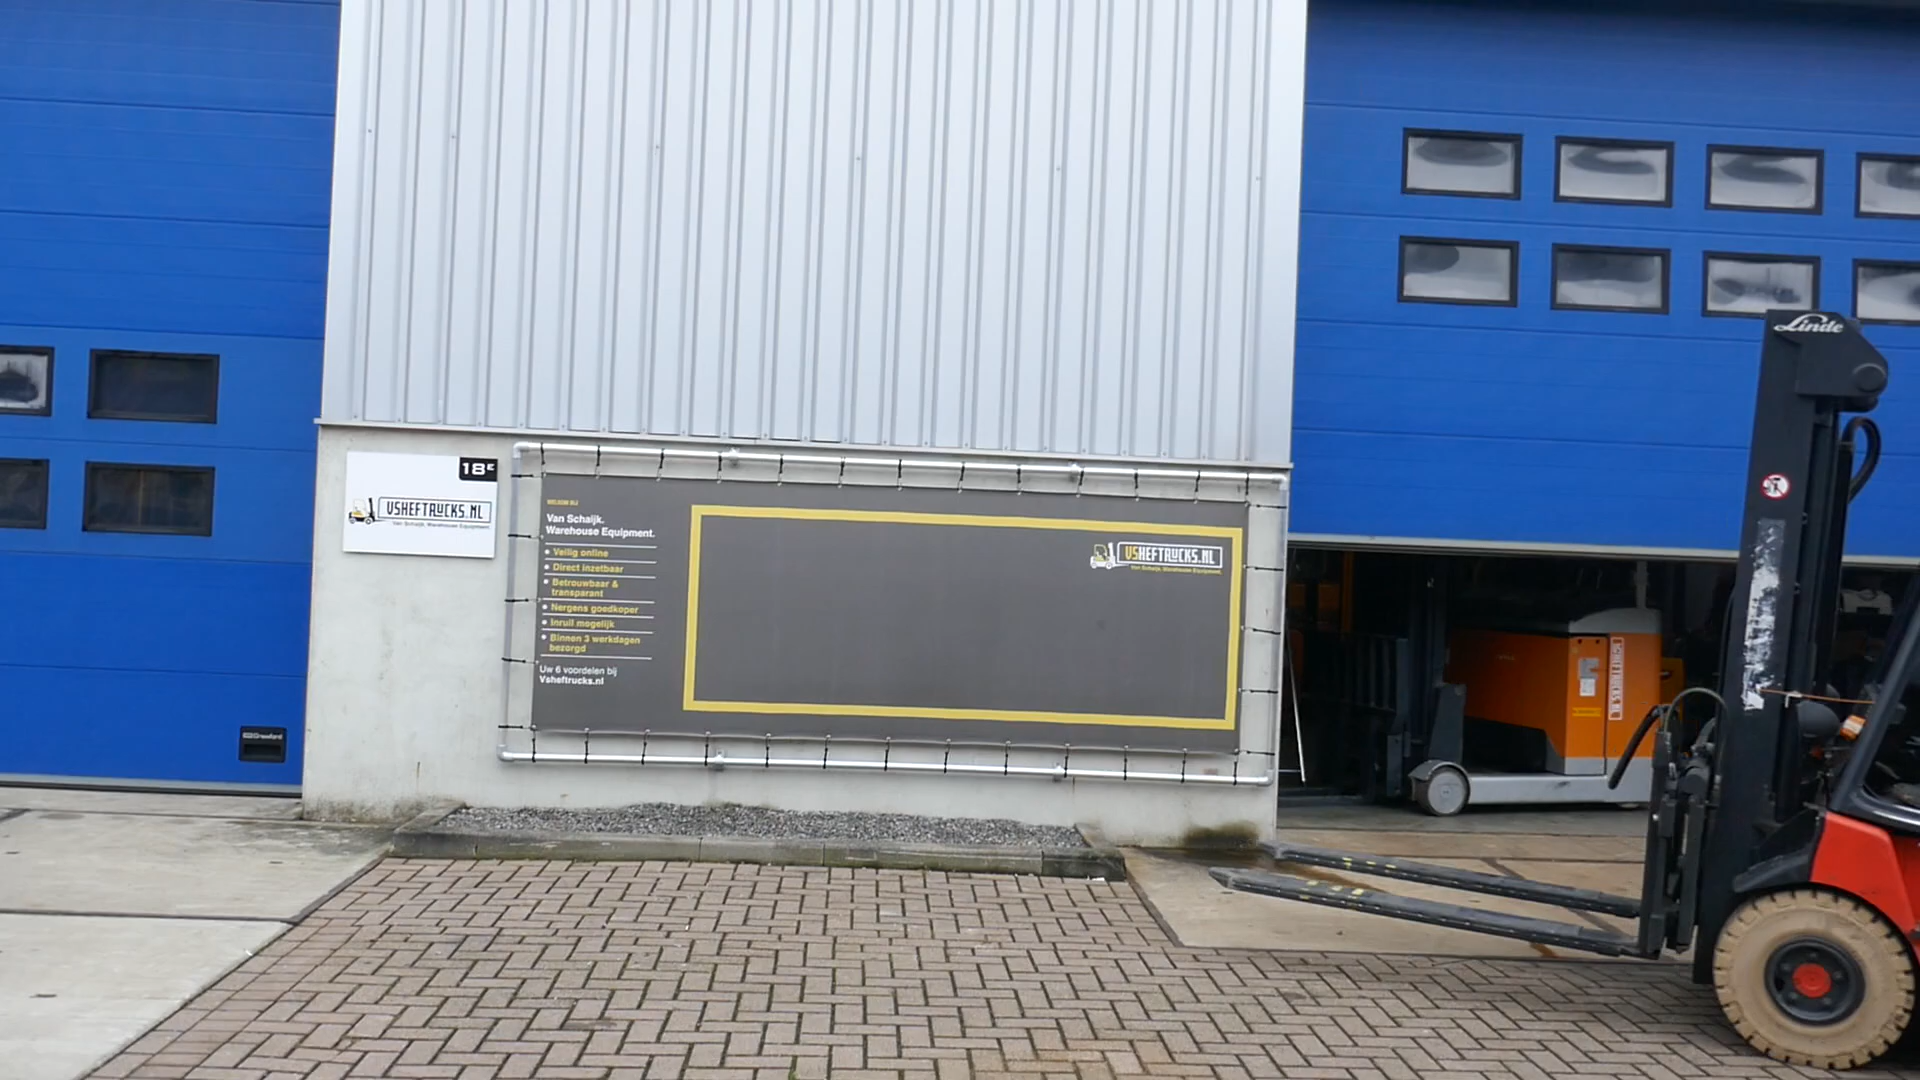 18E
VSHEFTRUCKS.NL
Van Schaijk. Warehouse Equipment.
WELKOM BIJ
Van Schaijk.
Warehouse Equipment.
Veilig online
Direct inzetbaar
Betrouwbaar &
transparant
Nergens goedkoper
Inruil mogelijk
Binnen 3 werkdagen
bezorgd
Uw 6 voordelen bij
Vsheftrucks.nl
VSHEFTRUCKS.NL
Van Schaijk. Warehouse Equipment.
Linde
Crawford
VSHEFTRUCKS.NL